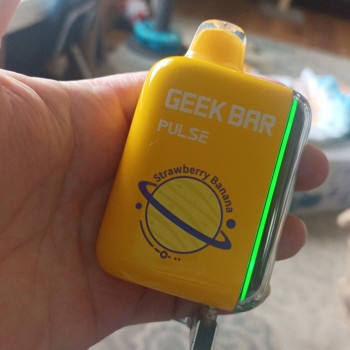 GEEK BAR
PULSE
Strawberry Banana